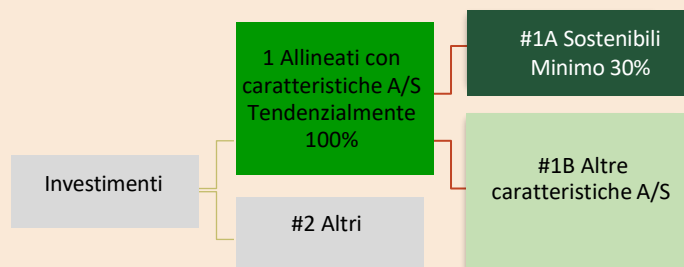 Investimenti
1 Allineati con
caratteristiche A/S
Tendenzialmente
100%
#2 Altri
#1A Sostenibili
Minimo 30%
#1B Altre
caratteristiche A/S